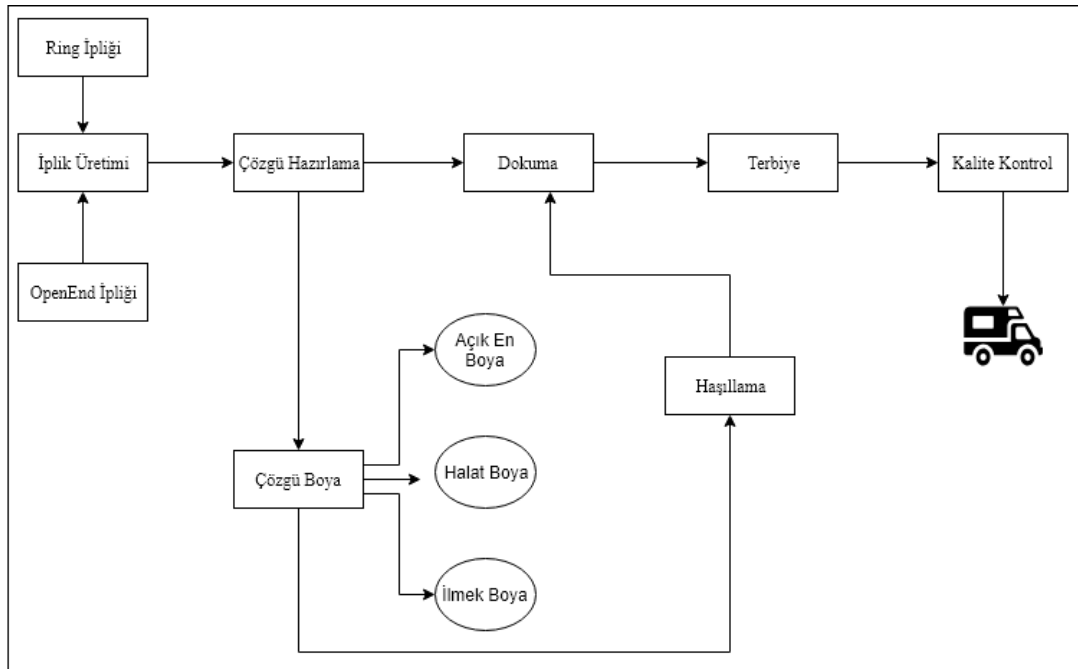 Ring İpliği
İplik Üretimi
Çözgü Hazırlama
Dokuma
Terbiye
Kalite Kontrol
OpenEnd İpliği
Açık En
Boya
Haşıllama
Çözgü Boya
Halat Boya
İlmek Boya